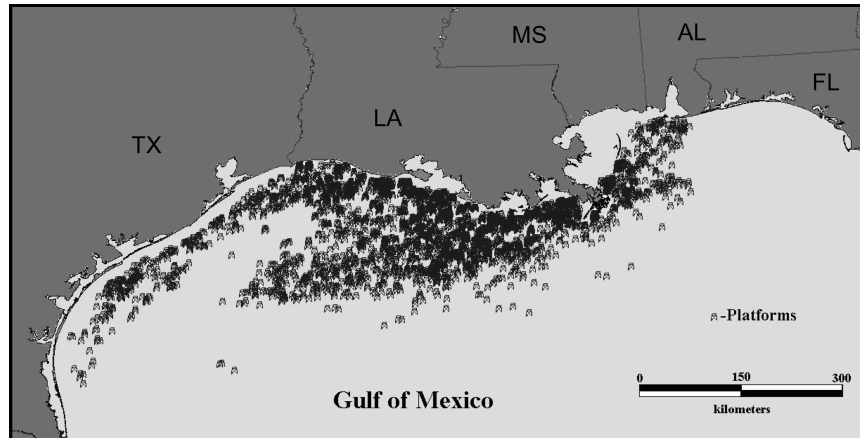 MS
AL
FL
LA
TX
-Platforms
0 150 300
kilometers
Gulf of Mexico